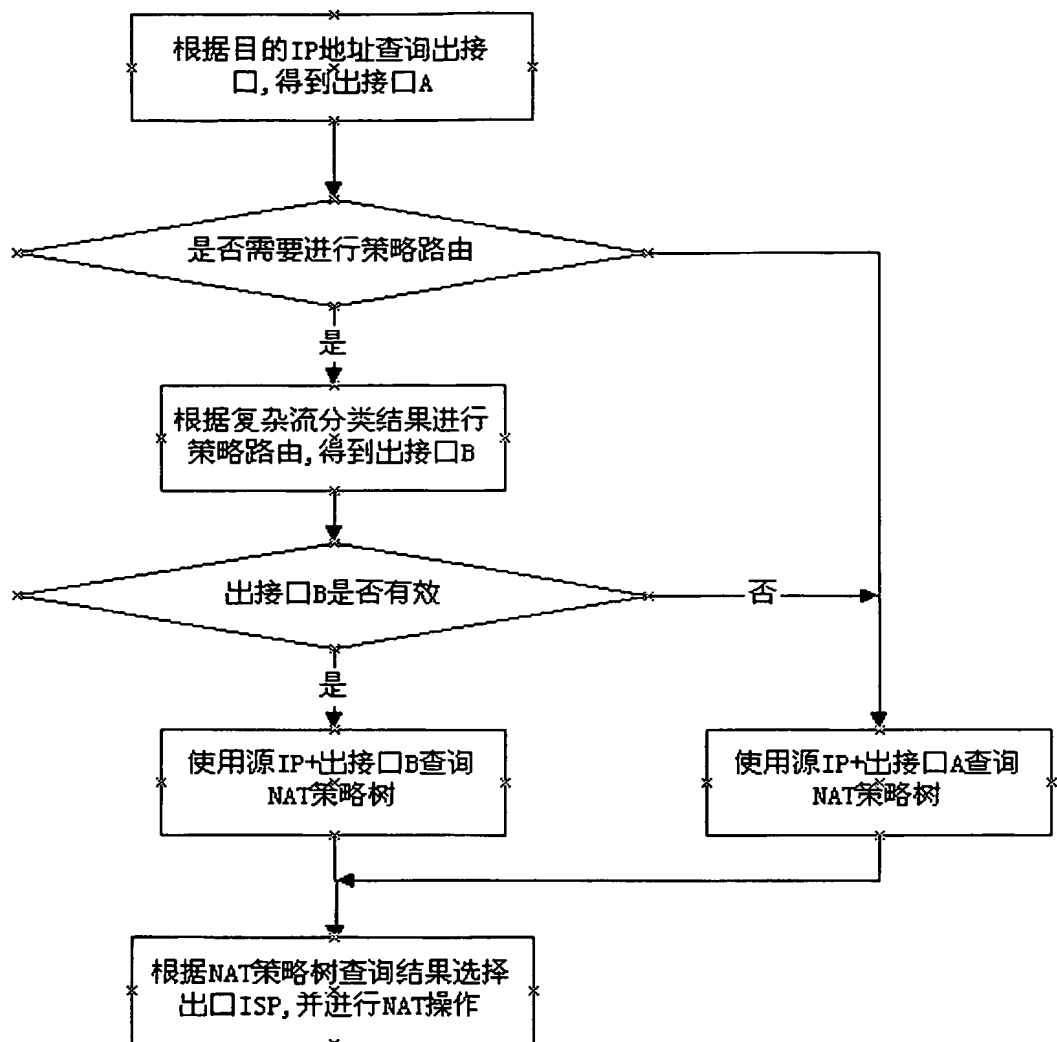 根据目的IP地址查询出接
口,得到出接口A
是否需要进行策略路由
是
根据复杂流分类结果进行
策略路由,得到出接口B
出接口B是否有效
否
是
使用源IP+出接口B查询
NAT策略树
使用源IP+出接口A查询
NAT策略树
根据NAT策略树查询结果选择
出口ISP,并进行NAT操作